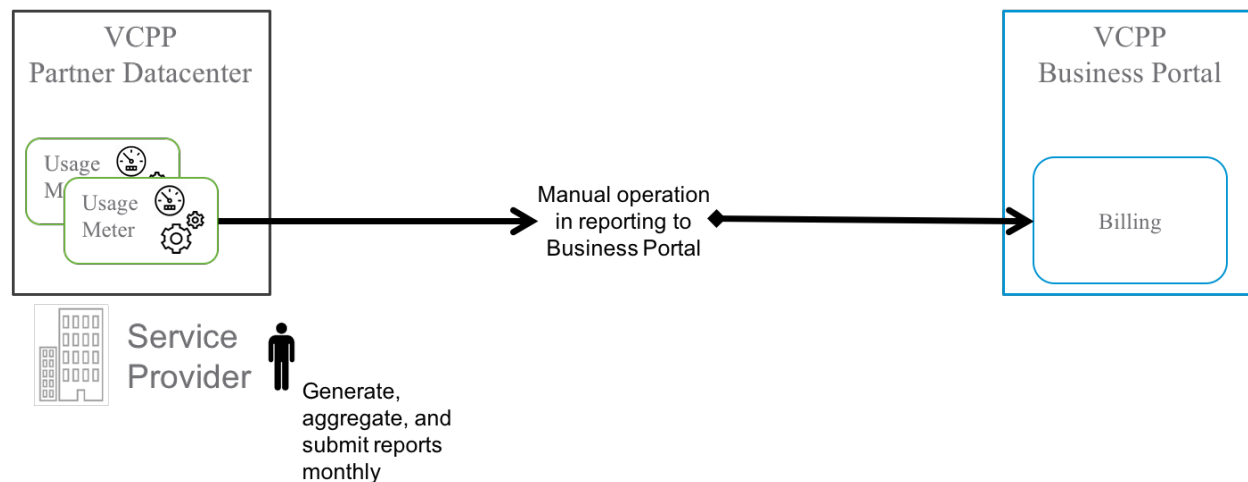 VCPP
Partner Datacenter
Usage
M
Usage
Meter
Manual operation
in reporting to
Business Portal
VCPP
Business Portal
Billing
Service
Provider
Generate,
aggregate, and
submit reports
monthly